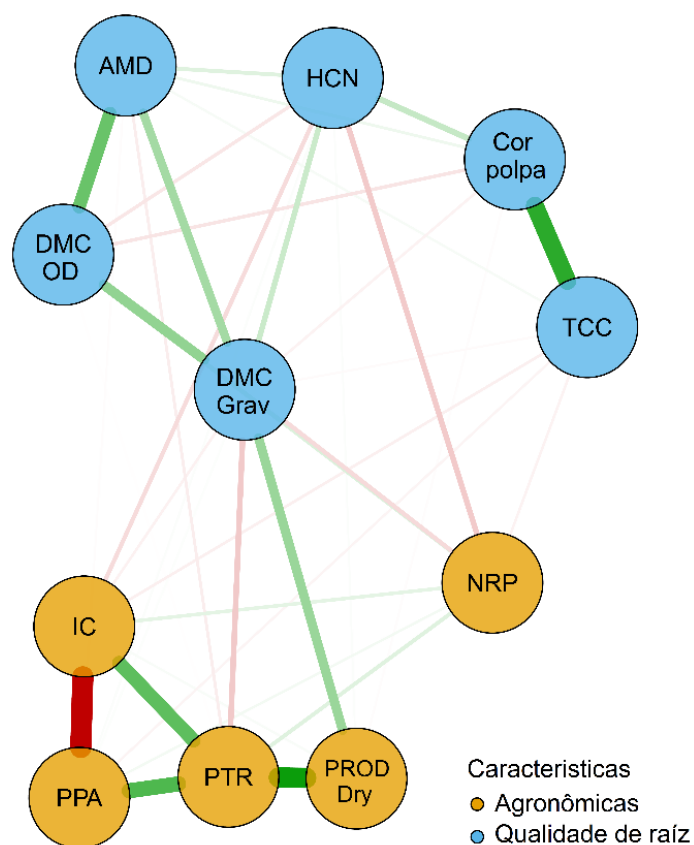 AMD
HCN
Cor
polpa
DMC
OD
TCC
DMC
Grav
NRP
IC
PPA
PTR
PROD
Dry
Caracteristicas
Agronômicas
Qualidade de raíz